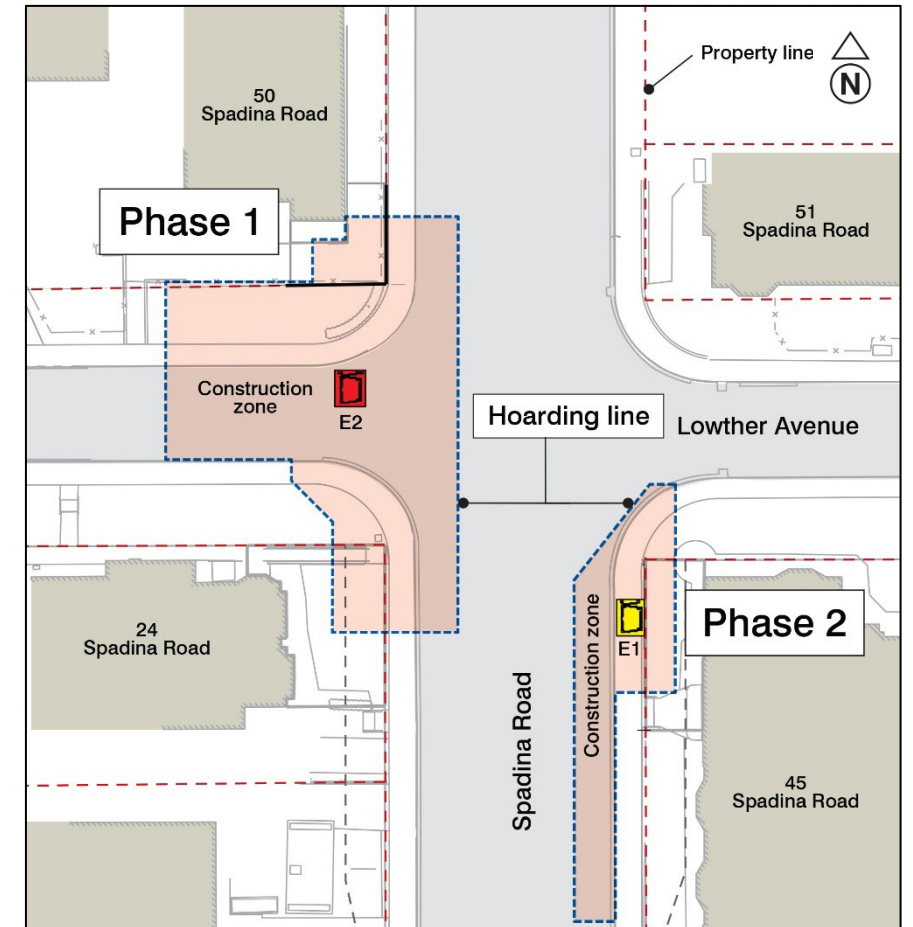 Property line
N
50
Spadina Road
Phase 1
51
Spadina Road
Construction
zone
E2
Hoarding line
Lowther Avenue
24
Spadina Road
Spadina Road
Construction zone
E1
Phase 2
45
Spadina Road